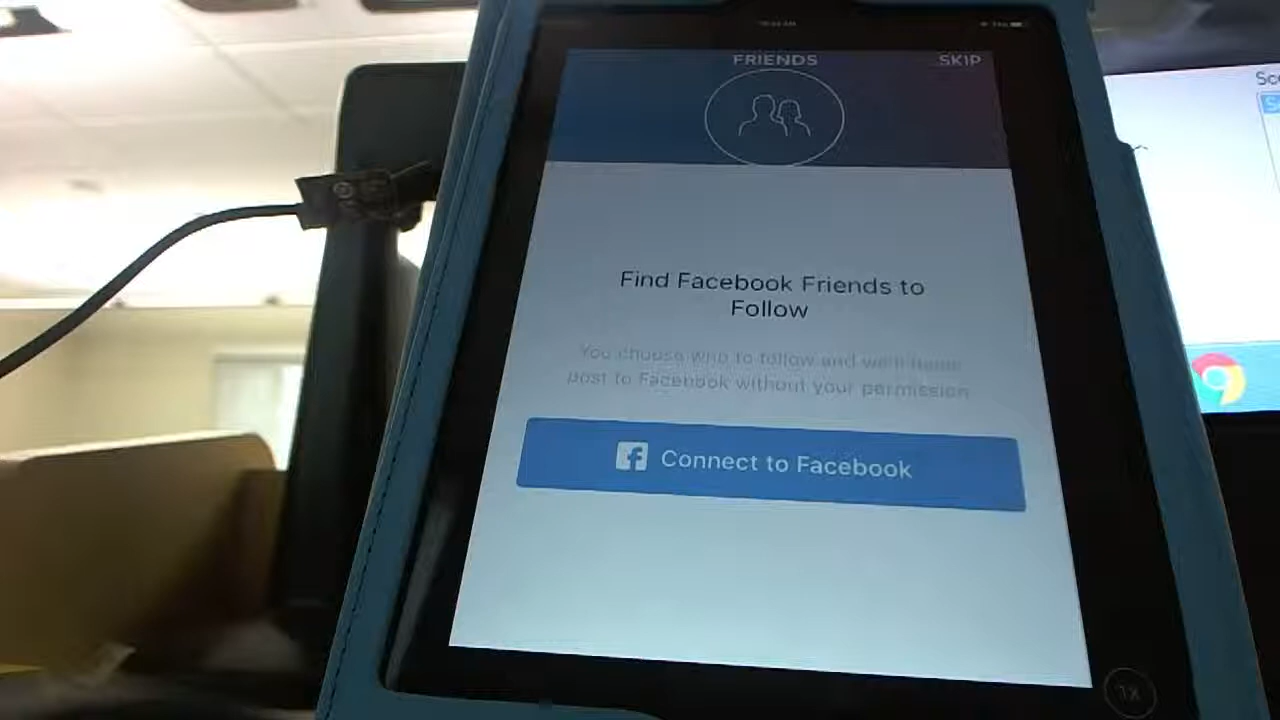 FRIENDS
SKIP
Find Facebook Friends to
Follow
You choose who to follow and we'll never
post to Facebook without your permission
Connect to Facebook
1X